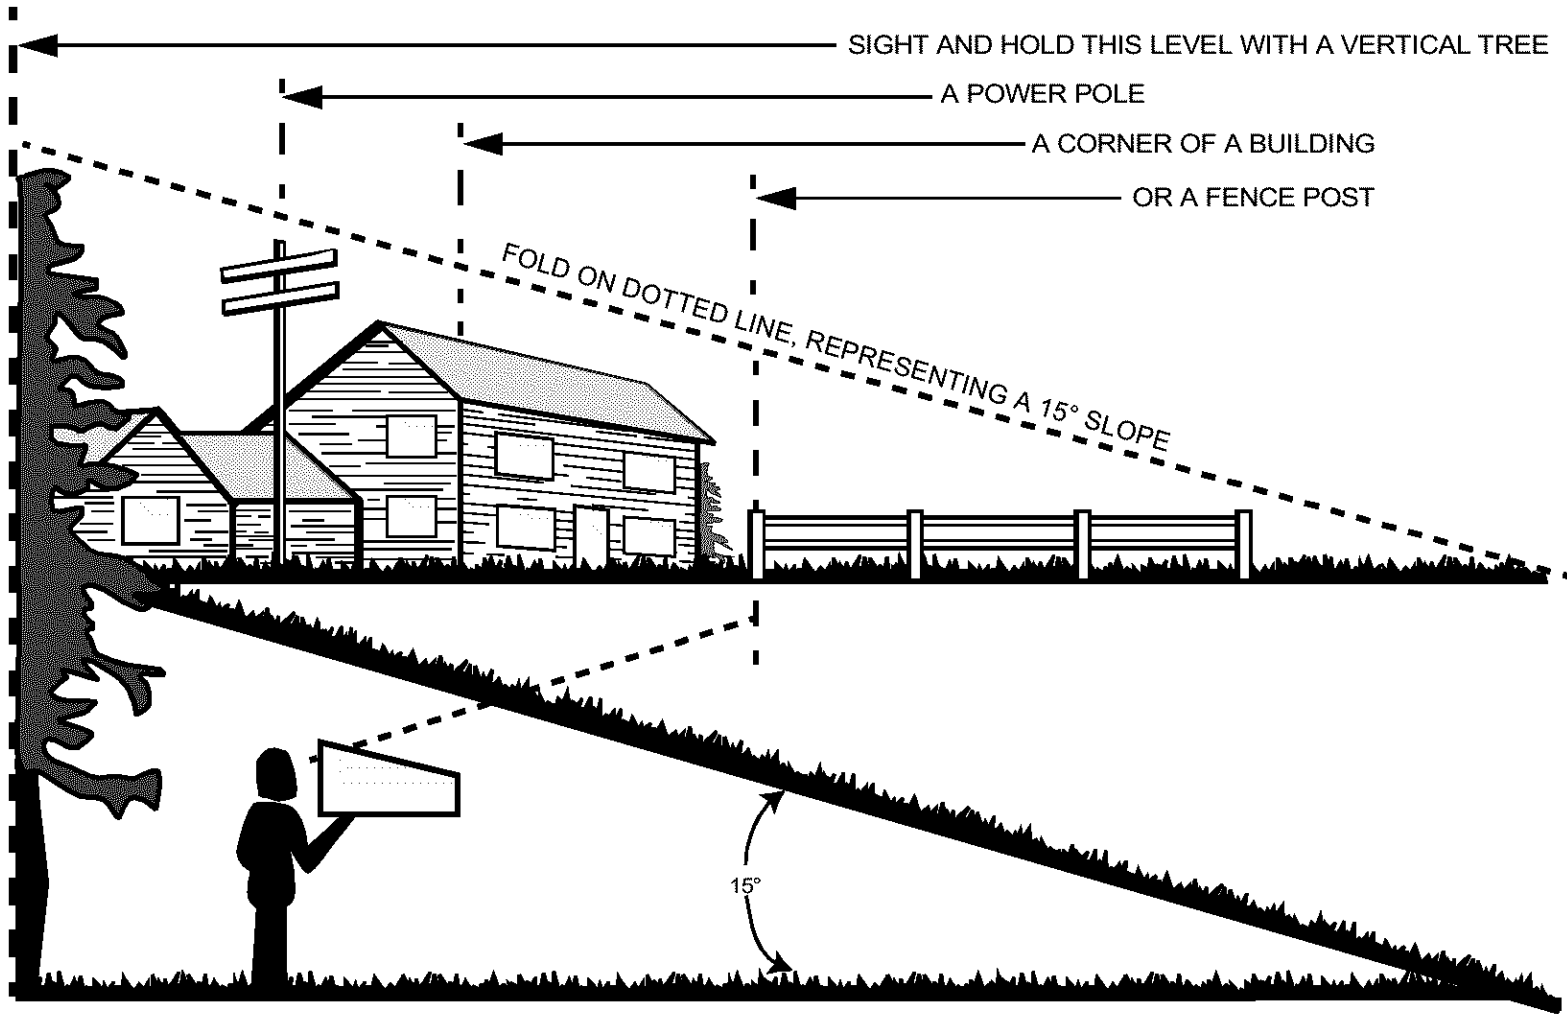 SIGHT AND HOLD THIS LEVEL WITH A VERTICAL TREE
A POWER POLE
A CORNER OF A BUILDING
OR A FENCE POST
FOLD ON DOTTED LINE, REPRESENTING A 15° SLOPE
15°